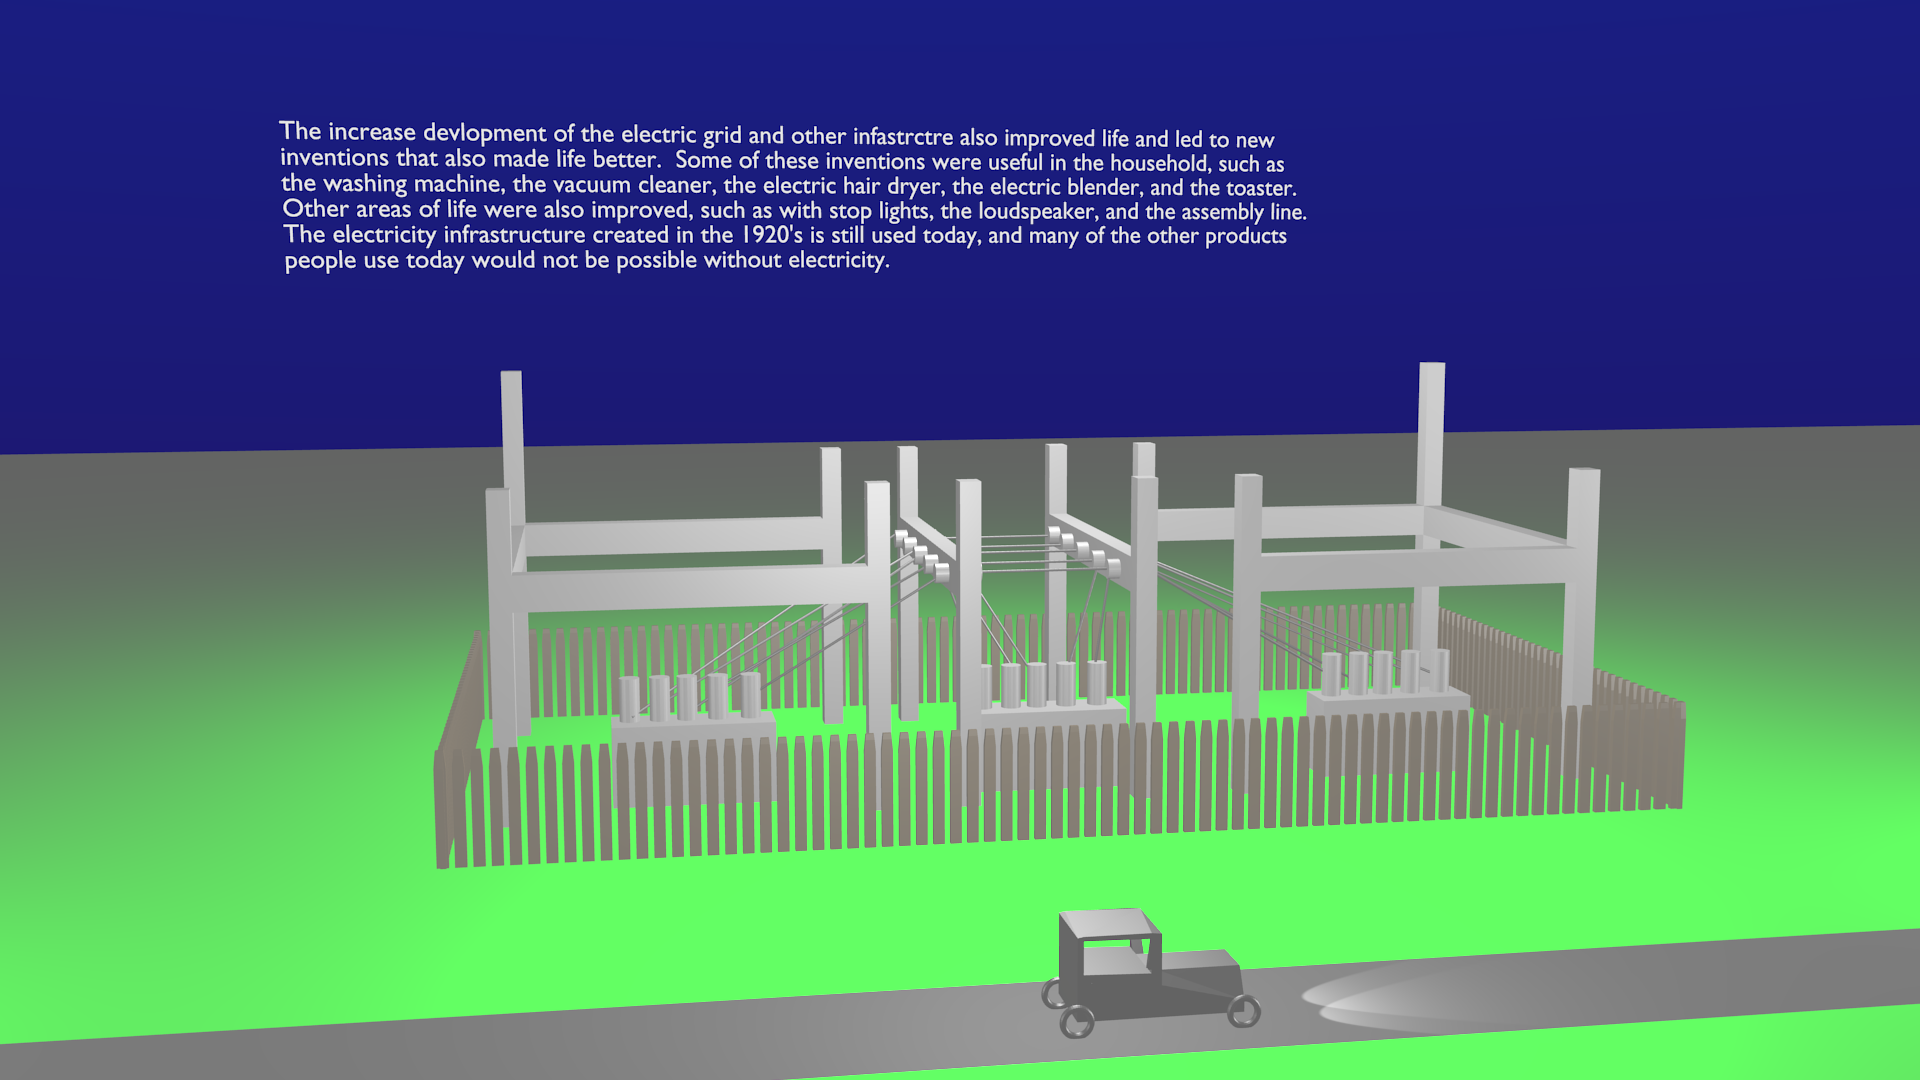 The increase devlopment of the electric grid and other infastrctre also improved life and led to new
inventions that also made life better.  Some of these inventions were useful in the household, such as
the washing machine, the vacuum cleaner, the electric hair dryer, the electric blender, and the toaster.
Other areas of life were also improved, such as with stop lights, the loudspeaker, and the assembly line.
The electricity infrastructure created in the 1920's is still used today, and many of the other products
people use today would not be possible without electricity.